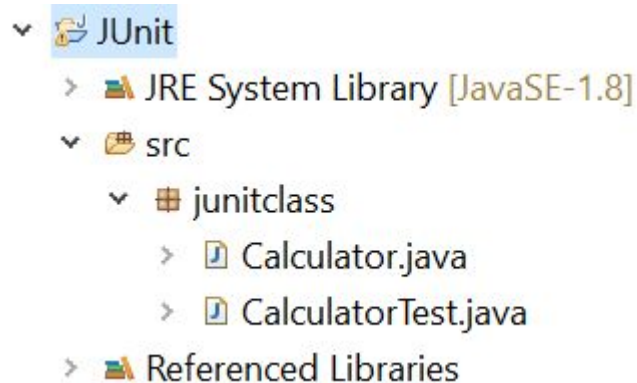 JUnit
JRE System Library [JavaSE-1.8]
src
junitclass
Calculator.java
CalculatorTest.java
Referenced Libraries